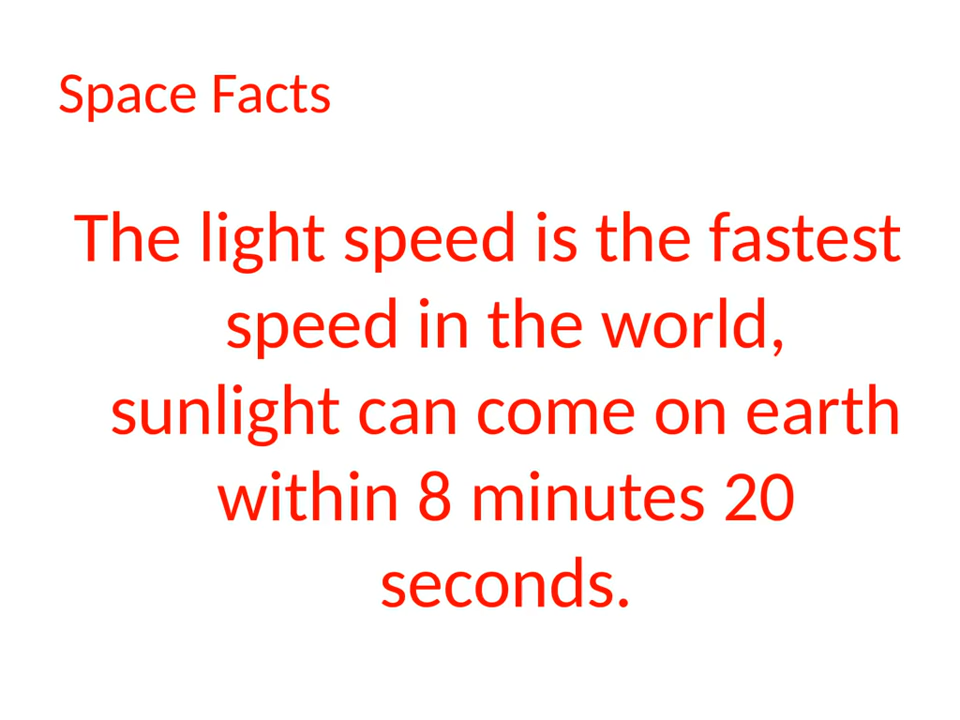 Space Facts
The light speed is the fastest
speed in the world,
sunlight can come on earth
within 8 minutes 20
seconds.